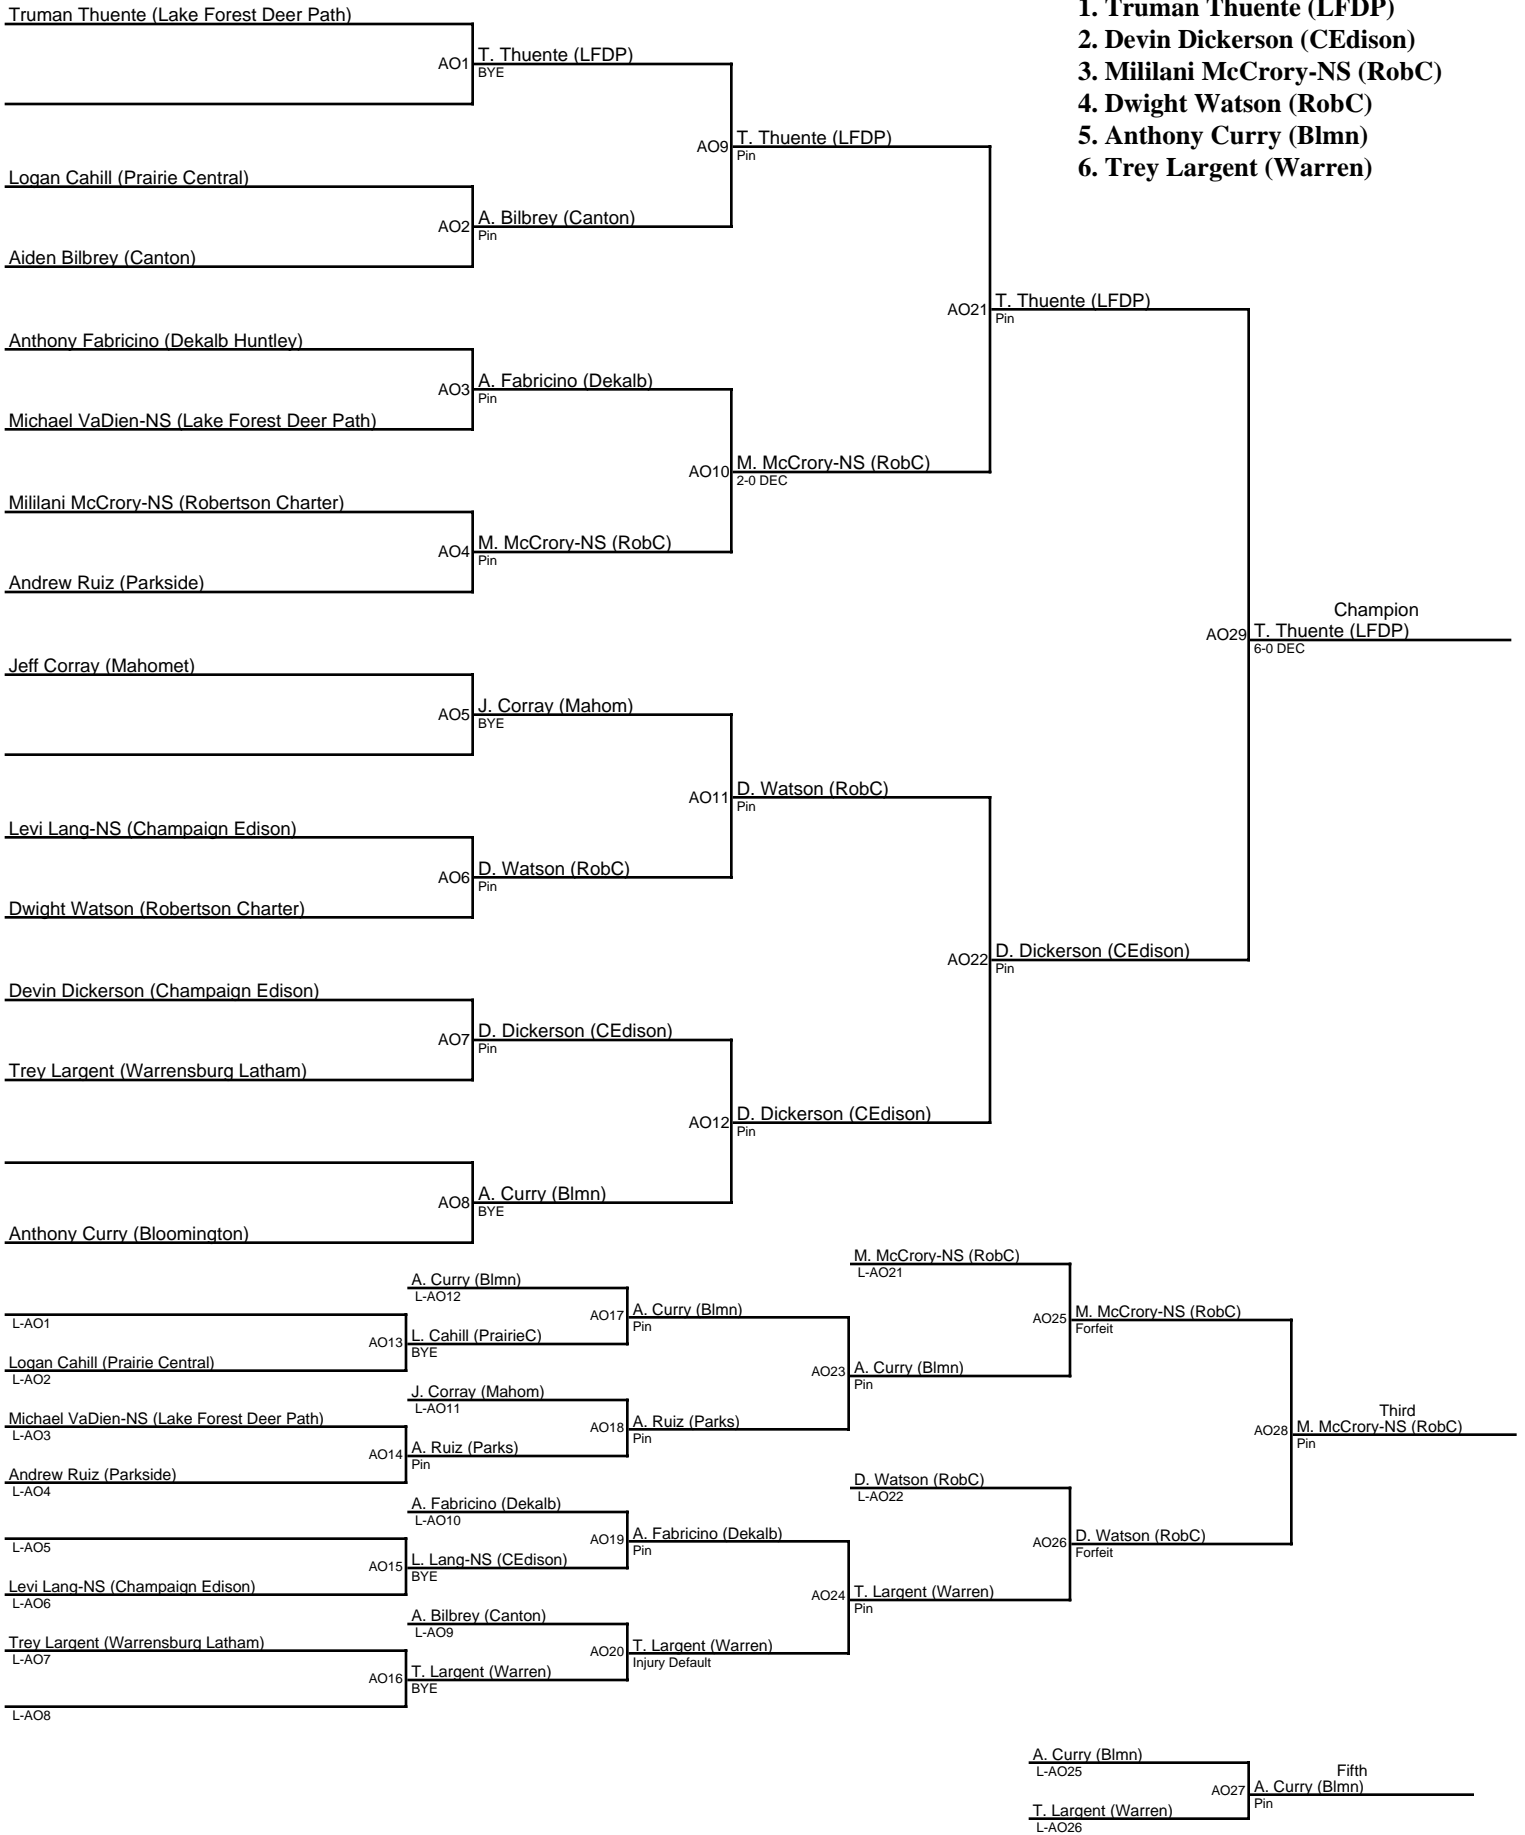 Truman Thuente (Lake Forest Deer Path)
AO1
T. Thuente (LFDP)
BYE
1. Truman Thuente (LFDP)
2. Devin Dickerson (CEdison)
3. Mililani McCrory-NS (RobC)
4. Dwight Watson (RobC)
5. Anthony Curry (Blmn)
6. Trey Largent (Warren)
AO9
T. Thuente (LFDP)
Pin
Logan Cahill (Prairie Central)
AO2
A. Bilbrey (Canton)
Pin
Aiden Bilbrey (Canton)
AO21
T. Thuente (LFDP)
Pin
Anthony Fabricino (Dekalb Huntley)
AO3
A. Fabricino (Dekalb)
Pin
Michael VaDien-NS (Lake Forest Deer Path)
AO10
M. McCrory-NS (RobC)
2-0 DEC
Mililani McCrory-NS (Robertson Charter)
AO4
M. McCrory-NS (RobC)
Pin
Andrew Ruiz (Parkside)
Champion
AO29
T. Thuente (LFDP)
6-0 DEC
Jeff Corray (Mahomet)
AO5
J. Corray (Mahom)
BYE
AO11
D. Watson (RobC)
Pin
Levi Lang-NS (Champaign Edison)
AO6
D. Watson (RobC)
Pin
Dwight Watson (Robertson Charter)
AO22
D. Dickerson (CEdison)
Pin
Devin Dickerson (Champaign Edison)
AO7
D. Dickerson (CEdison)
Pin
Trey Largent (Warrensburg Latham)
AO12
D. Dickerson (CEdison)
Pin
AO8
A. Curry (Blmn)
BYE
Anthony Curry (Bloomington)
M. McCrory-NS (RobC)
L-AO21
A. Curry (Blmn)
L-AO12
L-AO1
AO17
A. Curry (Blmn)
Pin
AO25
M. McCrory-NS (RobC)
Forfeit
AO13
L. Cahill (PrairieC)
BYE
Logan Cahill (Prairie Central)
L-AO2
AO23
A. Curry (Blmn)
Pin
J. Corray (Mahom)
L-AO11
Michael VaDien-NS (Lake Forest Deer Path)
L-AO3
AO18
A. Ruiz (Parks)
Pin
Third
AO28
M. McCrory-NS (RobC)
Pin
AO14
A. Ruiz (Parks)
Pin
Andrew Ruiz (Parkside)
L-AO4
D. Watson (RobC)
L-AO22
A. Fabricino (Dekalb)
L-AO10
L-AO5
AO19
A. Fabricino (Dekalb)
Pin
AO26
D. Watson (RobC)
Forfeit
AO15
L. Lang-NS (CEdison)
BYE
Levi Lang-NS (Champaign Edison)
L-AO6
AO24
T. Largent (Warren)
Pin
A. Bilbrey (Canton)
L-AO9
Trey Largent (Warrensburg Latham)
L-AO7
AO20
T. Largent (Warren)
Injury Default
AO16
T. Largent (Warren)
BYE
L-AO8
A. Curry (Blmn)
L-AO25
Fifth
AO27
A. Curry (Blmn)
Pin
T. Largent (Warren)
L-AO26